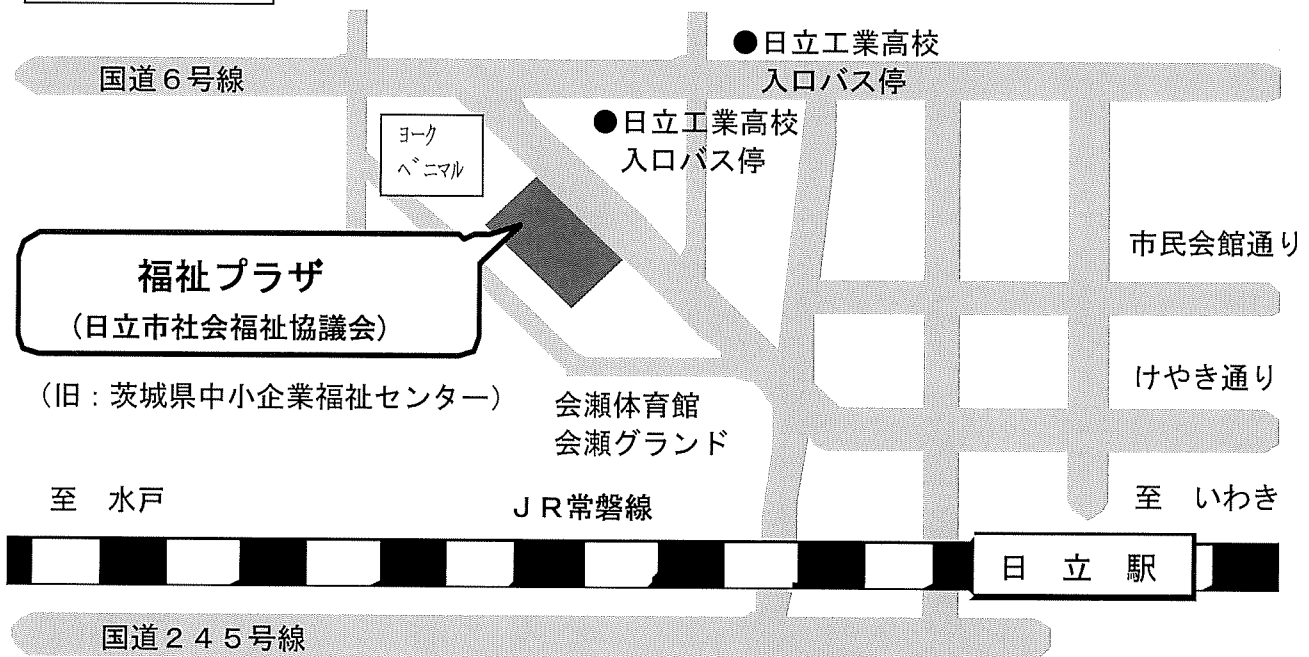 ●日立工業高校
入口バス停
国道6号線
●日立工業高校
入口バス停
ヨーク
ベニマル
市民会館通り
福祉プラザ
(日立市社会福祉協議会)
けやき通り
(旧：茨城県中小企業福祉センター)
会瀬体育館
会瀬グランド
至 水戸
JR常磐線
至 いわき
日 立 駅
国道245号線